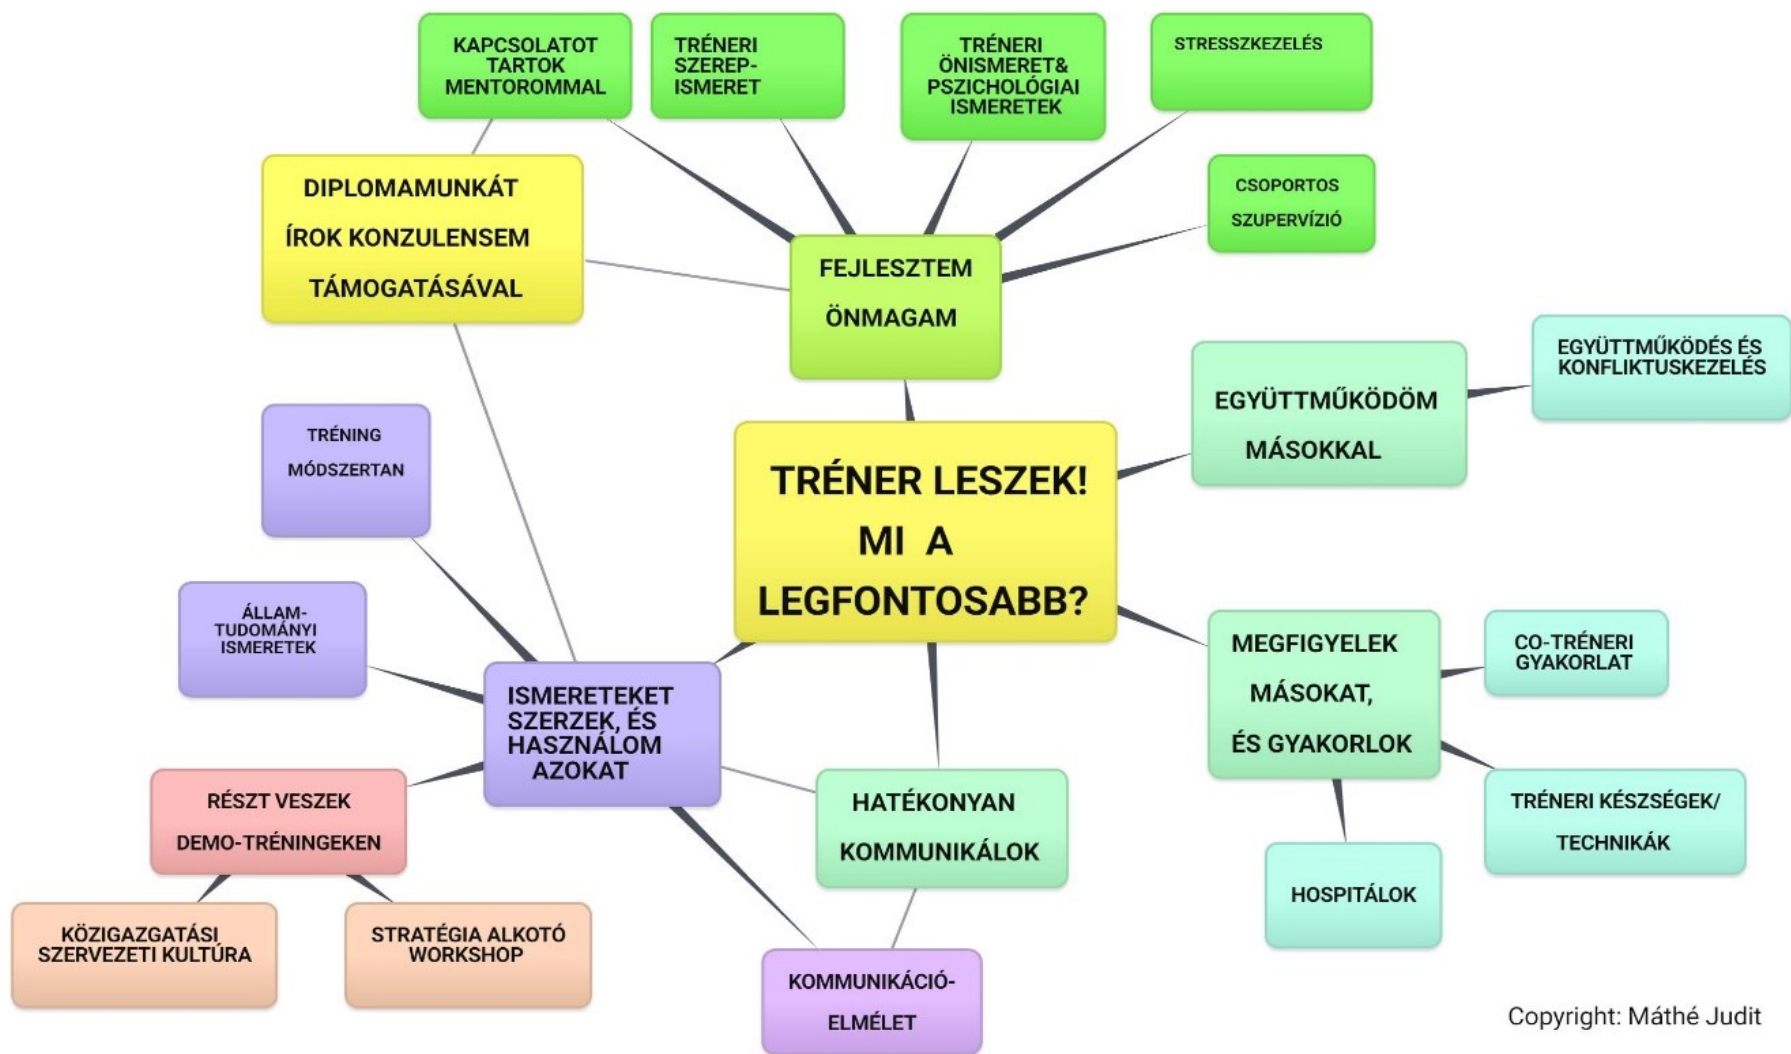 KAPCSOLATOT
TARTOK
MENTOROMMAL
TRÉNERI
SZEREP-
ISMERET
TRÉNERI
ÖNISMERET&
PSZICHOLÓGIAI
ISMERETEK
STRESSZKEZELÉS
CSOPORTOS
SZUPERVÍZIÓ
DIPLOMAMUNKÁT
ÍROK KONZULENSEM
TÁMOGATÁSÁVAL
FEJLESZTEM
ÖNMAGAM
EGYÜTTMŰKÖDÖM
MÁSOKKAL
EGYÜTTMŰKÖDÉS ÉS
KONFLIKTUSKEZELÉS
TRÉNING
MÓDSZERTAN
TRÉNER LESZEK!
MI A
LEGFONTOSABB?
ÁLLAM-
TUDOMÁNYI
ISMERETEK
ISMERETEKET
SZERZEK, ÉS
HASZNÁLOM
AZOKAT
MEGFIGYELEK
MÁSOKAT,
ÉS GYAKORLOK
CO-TRÉNERI
GYAKORLAT
TRÉNERI KÉSZSÉGEK/
TECHNIKÁK
HOSPITÁLOK
RÉSZT VESZEK
DEMO-TRÉNINGEKEN
HATÉKONYAN
KOMMUNIKÁLOK
KÖZIGAZGATÁSI
SZERVEZETI KULTÚRA
STRATÉGIA ALKOTÓ
WORKSHOP
KOMMUNIKÁCIÓ-
ELMÉLET
Copyright: Máthé Judit